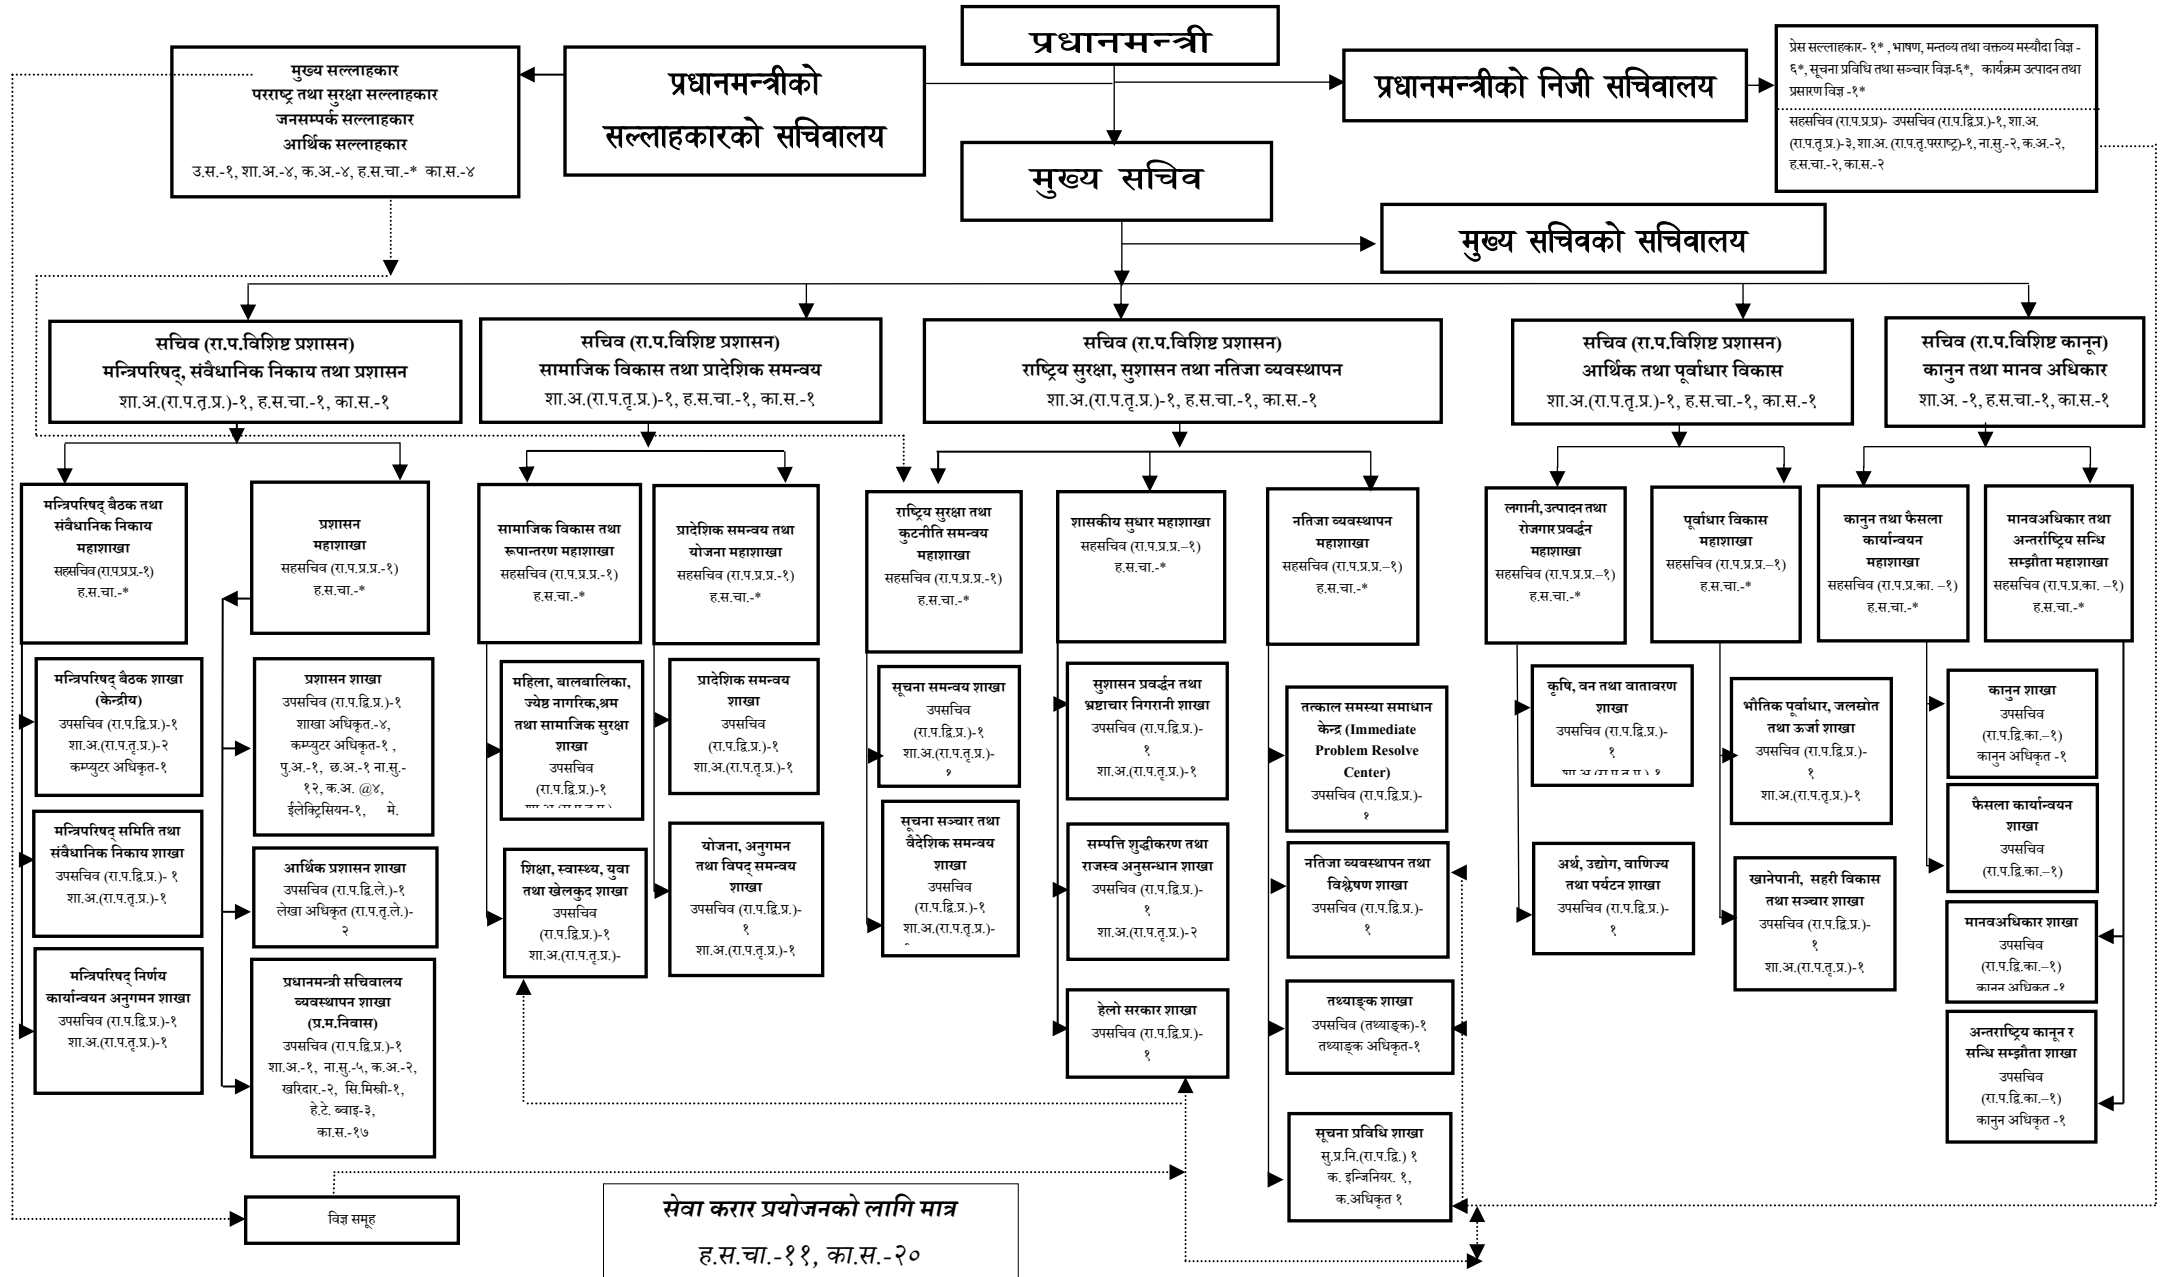 प्रधानमन्त्री
मुख्य सल्लाहकार
परराष्ट्र तथा सुरक्षा सल्लाहकार
जनसम्पर्क सल्लाहकार
आर्थिक सल्लाहकार
उ.स.-१, शा.अ.-४, क.अ.-४, ह.स.चा.-* का.स.-४
प्रधानमन्त्रीको
सल्लाहकारको सचिवालय
प्रधानमन्त्रीको निजी सचिवालय
प्रेस सल्लाहकार- १* , भाषण, मन्तव्य तथा वक्तव्य मस्यौदा विज्ञ -
६*, सूचना प्रविधि तथा सञ्चार विज्ञ-६*, कार्यक्रम उत्पादन तथा
प्रसारण विज्ञ -१*
सहसचिव (रा.प.प्र.प्र)- उपसचिव (रा.प.द्वि.प्र.)-१, शा.अ.
(रा.प.तृ.प्र.)-३, शा.अ. (रा.प.तृ.परराष्ट्र)-१, ना.सु.-२, क.अ.-२,
ह.स.चा.-२, का.स.-२
मुख्य सचिव
मुख्य सचिवको सचिवालय
सचिव (रा.प.विशिष्ट प्रशासन)
मन्त्रिपरिषद्, संवैधानिक निकाय तथा प्रशासन
शा.अ.(रा.प.तृ.प्र.)-१, ह.स.चा.-१, का.स.-१
सचिव (रा.प.विशिष्ट प्रशासन)
सामाजिक विकास तथा प्रादेशिक समन्वय
शा.अ.(रा.प.तृ.प्र.)-१, ह.स.चा.-१, का.स.-१
सचिव (रा.प.विशिष्ट प्रशासन)
राष्ट्रिय सुरक्षा, सुशासन तथा नतिजा व्यवस्थापन
शा.अ.(रा.प.तृ.प्र.)-१, ह.स.चा.-१, का.स.-१
सचिव (रा.प.विशिष्ट प्रशासन)
आर्थिक तथा पूर्वाधार विकास
शा.अ.(रा.प.तृ.प्र.)-१, ह.स.चा.-१, का.स.-१
सचिव (रा.प.विशिष्ट कानून)
कानुन तथा मानव अधिकार
शा.अ. -१, ह.स.चा.-१, का.स.-१
मन्त्रिपरिषद् बैठक तथा
संवैधानिक निकाय
महाशाखा
सहसचिव (रा.प.प्र.प्र.-१)
ह.स.चा.-*
प्रशासन
महाशाखा
सहसचिव (रा.प.प्र.प्र.-१)
ह.स.चा.-*
सामाजिक विकास तथा
रूपान्तरण महाशाखा
सहसचिव (रा.प.प्र.प्र.-१)
ह.स.चा.-*
प्रादेशिक समन्वय तथा
योजना महाशाखा
सहसचिव (रा.प.प्र.प्र.-१)
ह.स.चा.-*
राष्ट्रिय सुरक्षा तथा
कुटनीति समन्वय
महाशाखा
सहसचिव (रा.प.प्र.प्र.-१)
ह.स.चा.-*
शासकीय सुधार महाशाखा
सहसचिव (रा.प.प्र.प्र.–१)
ह.स.चा.-*
नतिजा व्यवस्थापन
महाशाखा
सहसचिव (रा.प.प्र.प्र.–१)
ह.स.चा.-*
लगानी, उत्पादन तथा
रोजगार प्रवर्द्धन
महाशाखा
सहसचिव (रा.प.प्र.प्र.–१)
ह.स.चा.-*
पूर्वाधार विकास
महाशाखा
सहसचिव (रा.प.प्र.प्र.–१)
ह.स.चा.-*
कानुन तथा फैसला
कार्यान्वयन
महाशाखा
सहसचिव (रा.प.प्र.का. –१)
ह.स.चा.-*
मानवअधिकार तथा
अन्तर्राष्ट्रिय सन्धि
सम्झौता महाशाखा
सहसचिव (रा.प.प्र.का. –१)
ह.स.चा.-*
मन्त्रिपरिषद् बैठक शाखा
(केन्द्रीय)
उपसचिव (रा.प.द्वि.प्र.)-१
शा.अ.(रा.प.तृ.प्र.)-२
कम्प्युटर अधिकृत-१
मन्त्रिपरिषद् समिति तथा
संवैधानिक निकाय शाखा
उपसचिव (रा.प.द्वि.प्र.)- १
शा.अ.(रा.प.तृ.प्र.)-१
मन्त्रिपरिषद् निर्णय
कार्यान्वयन अनुगमन शाखा
उपसचिव (रा.प.द्वि.प्र.)-१
शा.अ.(रा.प.तृ.प्र.)-१
प्रशासन शाखा
उपसचिव (रा.प.द्वि.प्र.)-१
शाखा अधिकृत.-४,
कम्प्युटर अधिकृत-१ ,
पु.अ.-१, छ.अ.-१ ना.सु.-
१२, क.अ. @४,
ईलेक्ट्रिसियन-१, मे.
आर्थिक प्रशासन शाखा
उपसचिव (रा.प.द्वि.ले.)-१
लेखा अधिकृत (रा.प.तृ.ले.)-
२
प्रधानमन्त्री सचिवालय
व्यवस्थापन शाखा
(प्र.म.निवास)
उपसचिव (रा.प.द्वि.प्र.)-१
शा.अ.-१, ना.सु.-५, क.अ.-२,
खरिदार.-२, सि.मिस्त्री-१,
हे.टे. ब्वाइ-३,
का.स.-१७
महिला, बालबालिका,
ज्येष्ठ नागरिक,श्रम
तथा सामाजिक सुरक्षा
शाखा
उपसचिव
(रा.प.द्वि.प्र.)-१
शिक्षा, स्वास्थ्य, युवा
तथा खेलकुद शाखा
उपसचिव
(रा.प.द्वि.प्र.)-१
शा.अ.(रा.प.तृ.प्र.)-
प्रादेशिक समन्वय
शाखा
उपसचिव
(रा.प.द्वि.प्र.)-१
शा.अ.(रा.प.तृ.प्र.)-१
योजना, अनुगमन
तथा विपद् समन्वय
शाखा
उपसचिव (रा.प.द्वि.प्र.)-
१
शा.अ.(रा.प.तृ.प्र.)-१
सूचना समन्वय शाखा
उपसचिव
(रा.प.द्वि.प्र.)-१
शा.अ.(रा.प.तृ.प्र.)-
१
सूचना सञ्चार तथा
वैदेशिक समन्वय
शाखा
उपसचिव
(रा.प.द्वि.प्र.)-१
शा.अ.(रा.प.तृ.प्र.)-
सुशासन प्रवर्द्धन तथा
भ्रष्टाचार निगरानी शाखा
उपसचिव (रा.प.द्वि.प्र.)-
१
शा.अ.(रा.प.तृ.प्र.)-१
सम्पत्ति शुद्धीकरण तथा
राजस्व अनुसन्धान शाखा
उपसचिव (रा.प.द्वि.प्र.)-
१
शा.अ.(रा.प.तृ.प्र.)-२
हेलो सरकार शाखा
उपसचिव (रा.प.द्वि.प्र.)-
१
तत्काल समस्या समाधान
केन्द्र (Immediate
Problem Resolve
Center)
उपसचिव (रा.प.द्वि.प्र.)-
१
नतिजा व्यवस्थापन तथा
विश्लेषण शाखा
उपसचिव (रा.प.द्वि.प्र.)-
१
तथ्याङ्क शाखा
उपसचिव (तथ्याङ्क)-१
तथ्याङ्क अधिकृत-१
सूचना प्रविधि शाखा
सु.प्र.नि.(रा.प.द्वि.) १
क. इन्जिनियर. १,
क.अधिकृत १
कृषि, वन तथा वातावरण
शाखा
उपसचिव (रा.प.द्वि.प्र.)-
१
शा.अ.(रा.प.तृ.प्र.)-१
अर्थ, उद्योग, वाणिज्य
तथा पर्यटन शाखा
उपसचिव (रा.प.द्वि.प्र.)-
१
भौतिक पूर्वाधार, जलस्रोत
तथा ऊर्जा शाखा
उपसचिव (रा.प.द्वि.प्र.)-
१
शा.अ.(रा.प.तृ.प्र.)-१
खानेपानी, सहरी विकास
तथा सञ्चार शाखा
उपसचिव (रा.प.द्वि.प्र.)-
१
शा.अ.(रा.प.तृ.प्र.)-१
कानुन शाखा
उपसचिव
(रा.प.द्वि.का.–१)
कानुन अधिकृत -१
फैसला कार्यान्वयन
शाखा
उपसचिव
(रा.प.द्वि.का.–१)
मानवअधिकार शाखा
उपसचिव
(रा.प.द्वि.का.–१)
कानुन अधिकृत -१
अन्तराष्ट्रिय कानून र
सन्धि सम्झौता शाखा
उपसचिव
(रा.प.द्वि.का.–१)
कानुन अधिकृत -१
विज्ञ समूह
सेवा करार प्रयोजनको लागि मात्र
ह.स.चा.-११, का.स.-२०